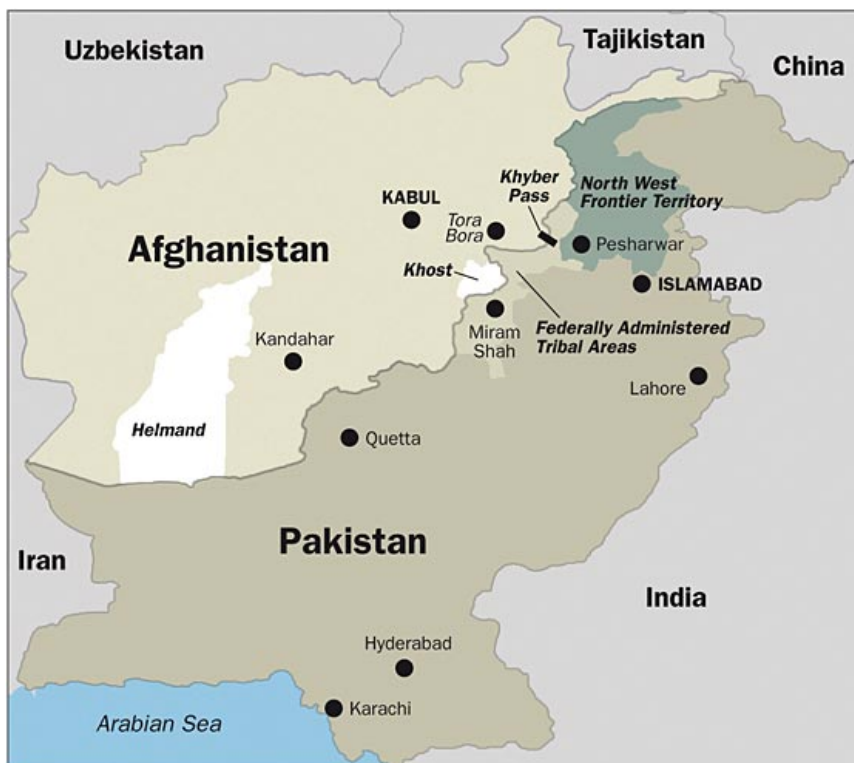 Uzbekistan
Tajikistan
China
Khyber
Pass
North West
Frontier Territory
KABUL
Tora
Bora
Pesharwar
Afghanistan
Khost
ISLAMABAD
Kandahar
Miram
Shah
Federally Administered
Tribal Areas
Lahore
Helmand
Quetta
Pakistan
Iran
India
Hyderabad
Karachi
Arabian Sea